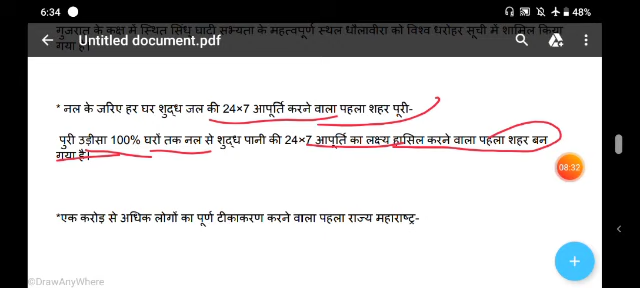 6:34
48%
गुजरात के कक्ष में स्थित सिंध घाटी सभ्यता के महत्वपूर्ण स्थल धौलावीरा को विश्व धरोहर सूची में शामिल किया
Untitled document.pdf
गया है।
* नल के जरिए हर घर शुद्ध जल की 24×7 आपूर्ति करने वाला पहला शहर पूरी-
पुरी उड़ीसा 100% घरों तक नल से शुद्ध पानी की 24×7 आपूर्ति का लक्ष्य हासिल करने वाला पहला शहर बन
गया है।
08:32
*एक करोड़ से अधिक लोगों का पूर्ण टीकाकरण करने वाला पहला राज्य महाराष्ट्र-
©DrawAnyWhere